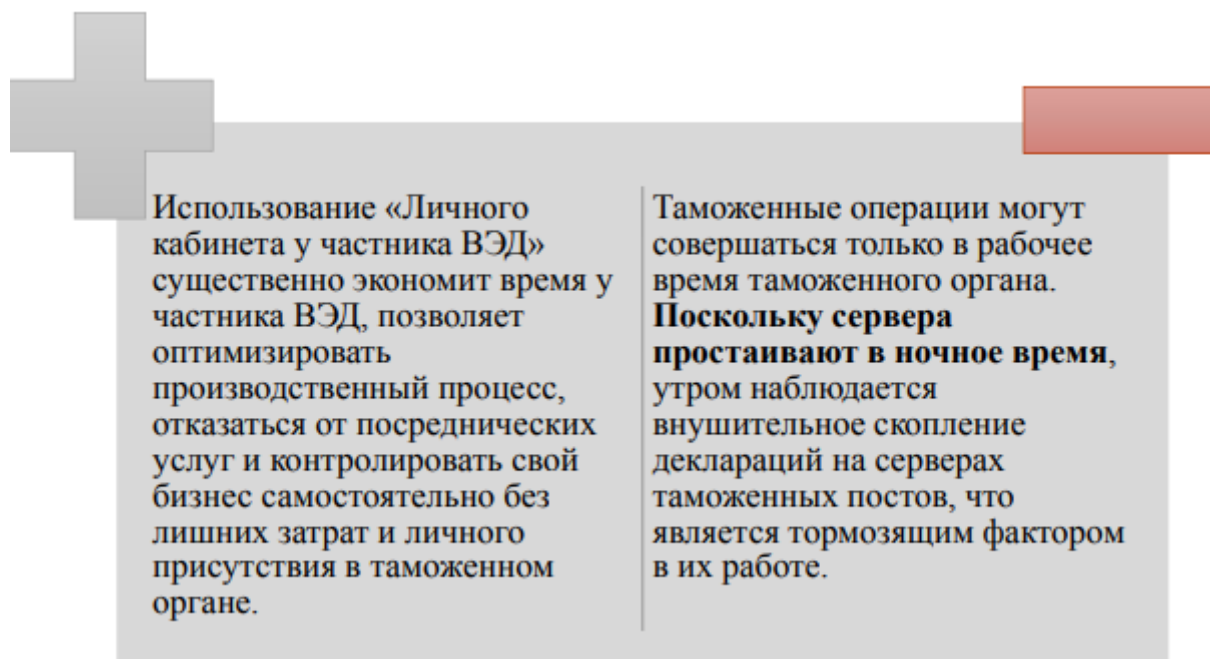 Использование «Личного
кабинета у частника ВЭД»
существенно экономит время у
частника ВЭД, позволяет
оптимизировать
производственный процесс,
отказаться от посреднических
услуг и контролировать свой
бизнес самостоятельно без
лишних затрат и личного
присутствия в таможенном
органе.
Таможенные операции могут
совершаться только в рабочее
время таможенного органа.
Поскольку сервера
простаивают в ночное время,
утром наблюдается
внушительное скопление
деклараций на серверах
таможенных постов, что
является тормозящим фактором
в их работе.